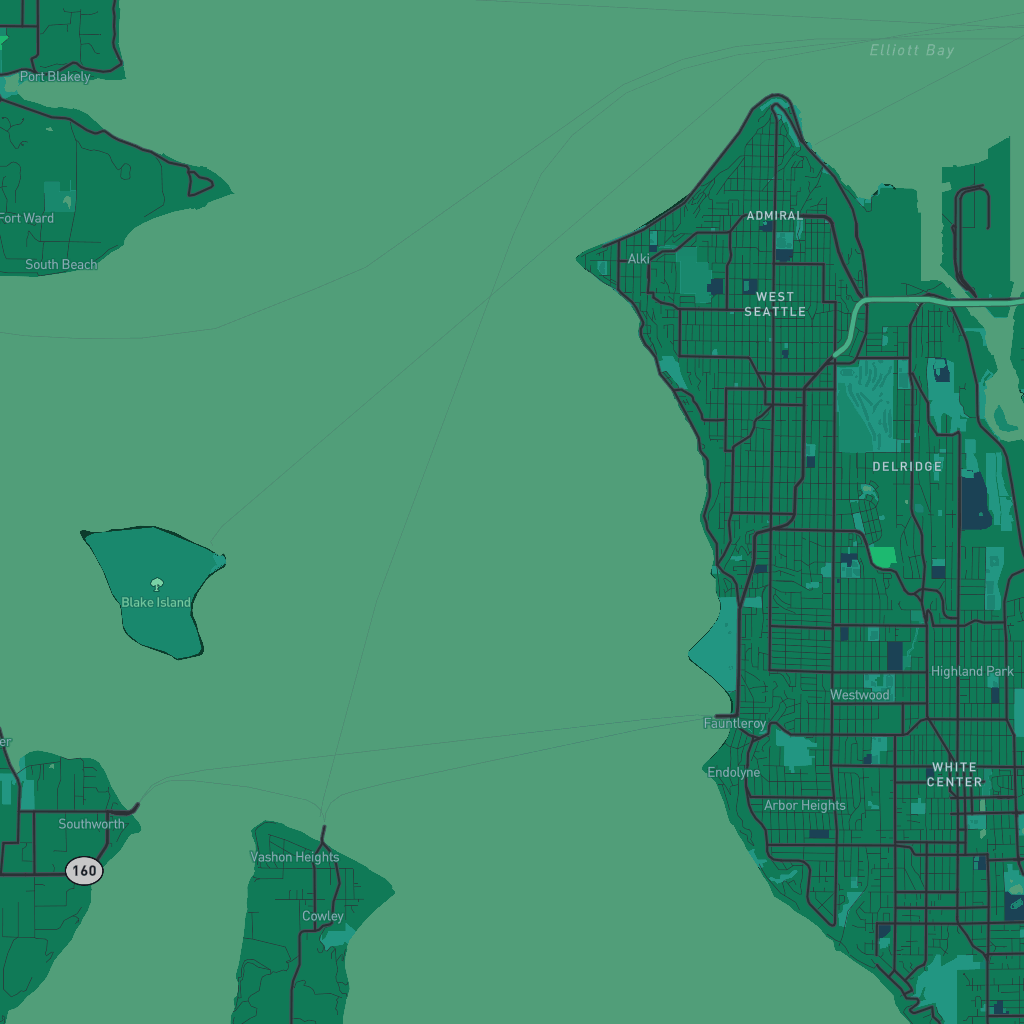 Elliott Bay
Port Blakely
ADMIRAL
Fort Ward
Alki
South Beach
WEST
SEATTLE
DELRIDGE
Blake Island
Highland Park
Westwood
Fauntleroy
er
Endolyne
WHITE
CENTER
Arbor Heights
Southworth
Vashon Heights
160
Cowley